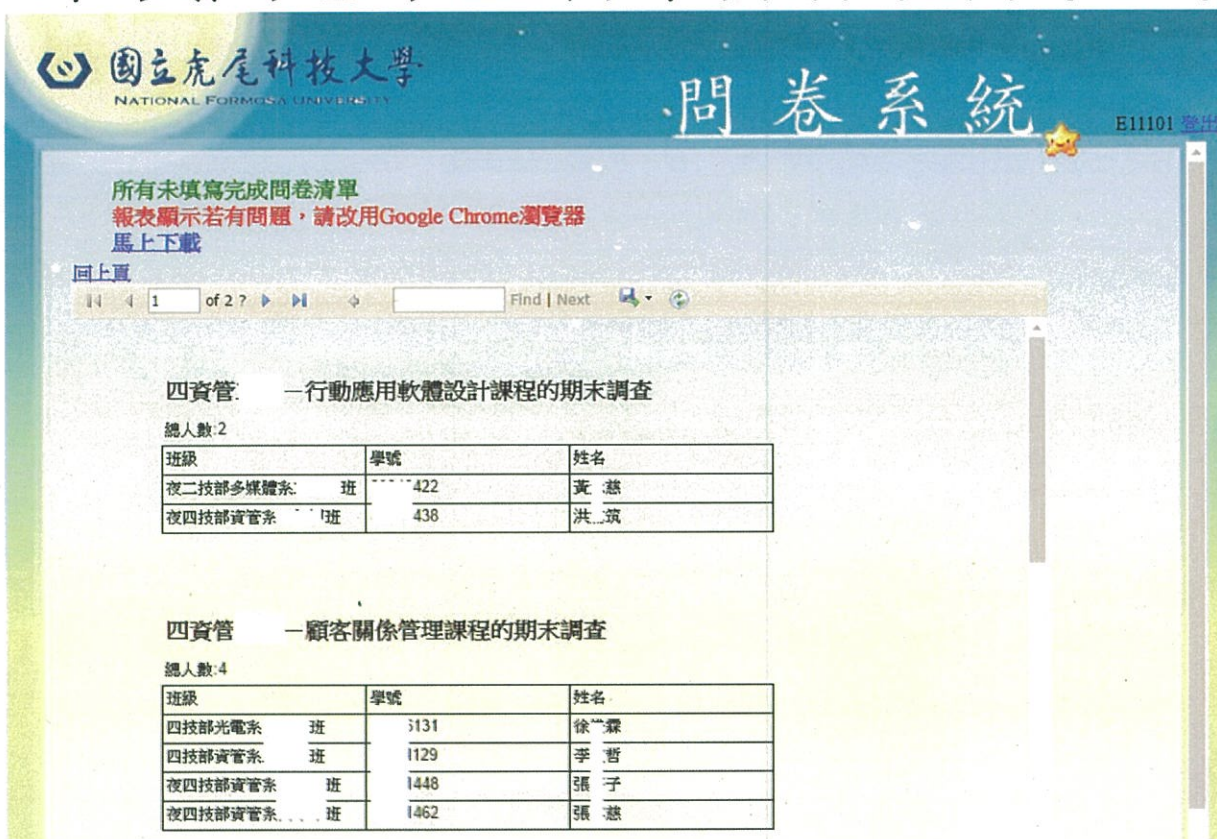 國立虎尾科技大學
NATIONAL FORMOSA UNIVERSITY
問卷系統
E11101 登出
所有未填寫完成問卷清單
報表顯示若有問題,請改用Google Chrome瀏覽器
馬上下載
回上頁
1 of 2 ? Find | Next
四資管 —行動應用軟體設計課程的期末調查
總人數:2
班級 學號 姓名
夜二技部多媒體系 班 422 黃 慈
夜四技部資管系 班 438 洪 筑
四資管 —顧客關係管理課程的期末調查
總人數:4
班級 學號 姓名
四技部光電系 班 131 徐 霖
四技部資管系 班 129 李 哲
夜四技部資管系 班 448 張 子
夜四技部資管系 班 462 張 慈